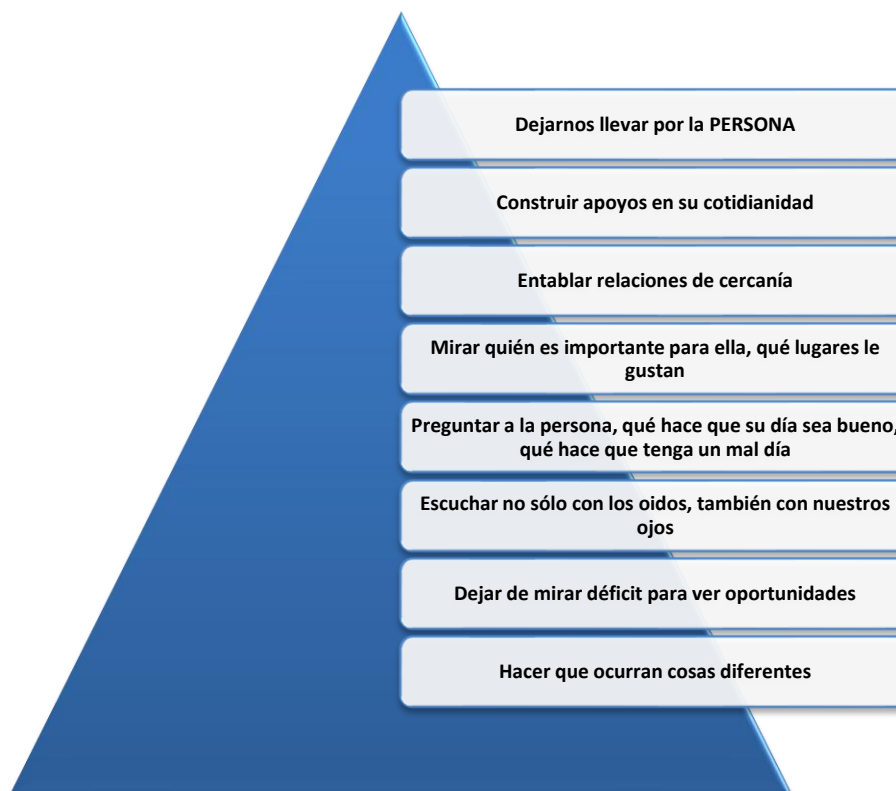 Dejarnos llevar por la PERSONA
Construir apoyos en su cotidianidad
Entablar relaciones de cercanía
Mirar quién es importante para ella, qué lugares le
gustan
Preguntar a la persona, qué hace que su día sea bueno,
qué hace que tenga un mal día
Escuchar no sólo con los oidos, también con nuestros
ojos
Dejar de mirar déficit para ver oportunidades
Hacer que ocurran cosas diferentes